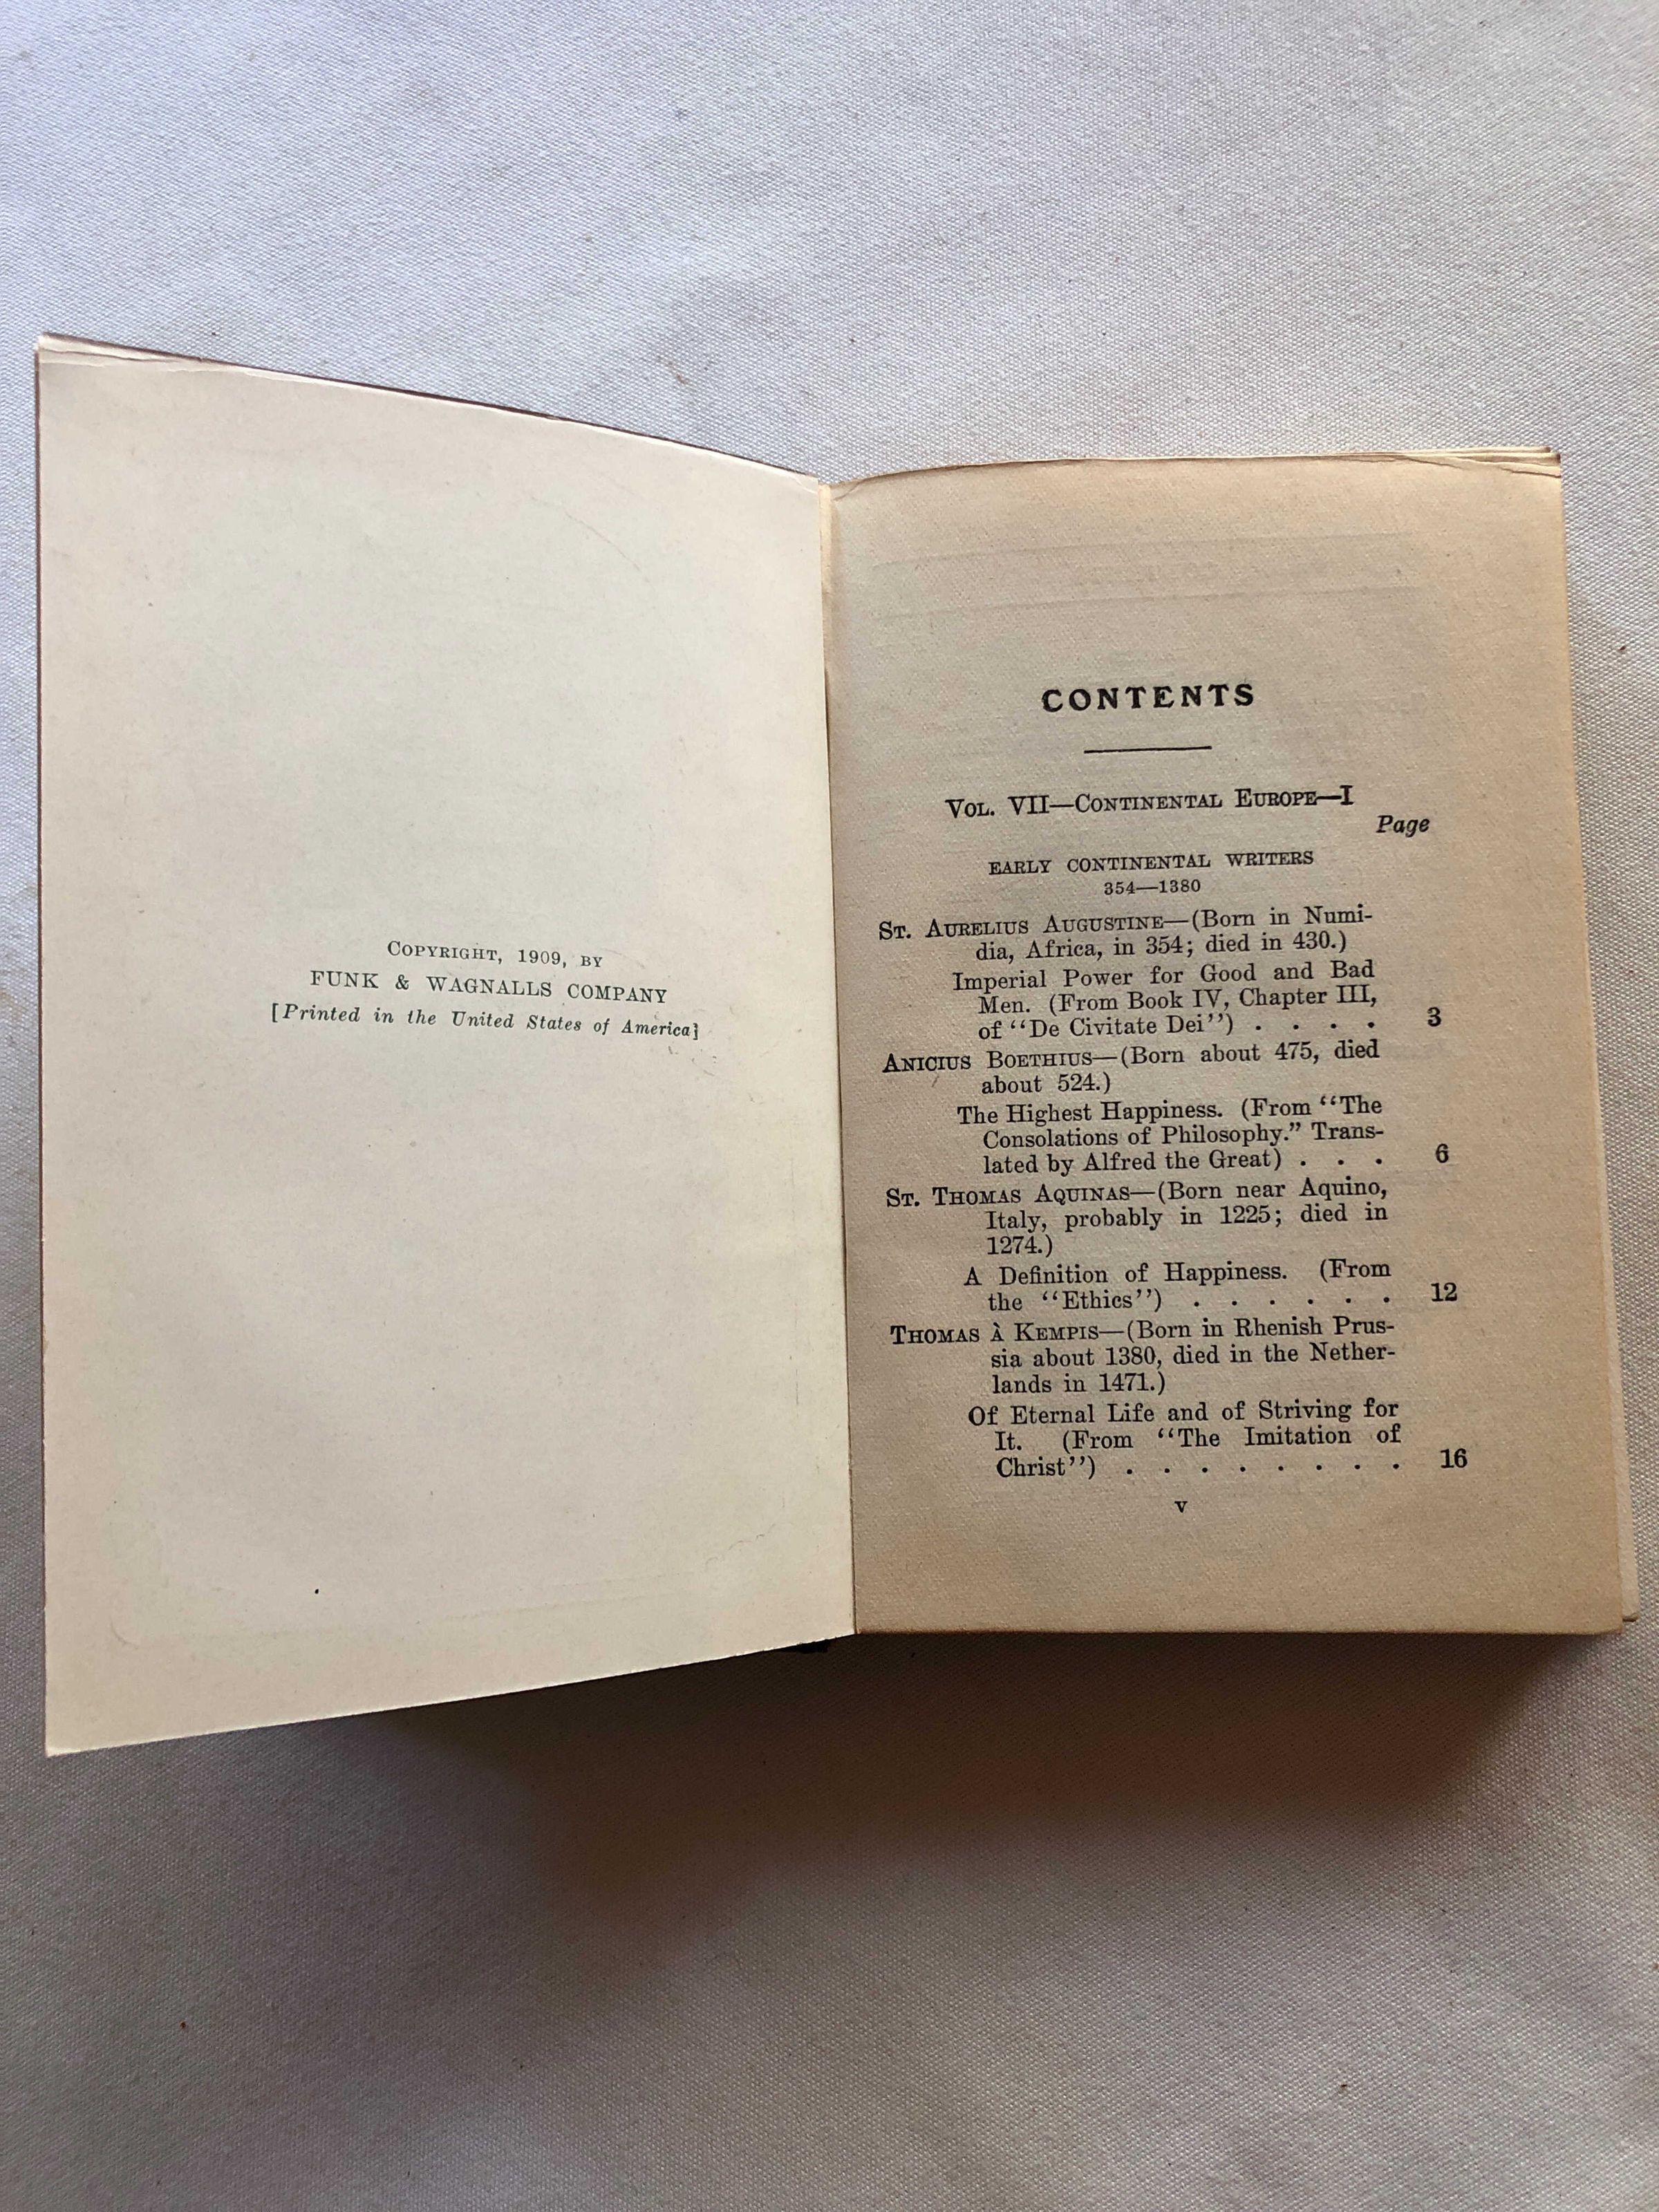 COPYRIGHT, 1909, BY
FUNK & WAGNALLS COMPANY
[Printed in the United States of America]
CONTENTS
VOL. VII—CONTINENTAL EUROPE—I
Page
EARLY CONTINENTAL WRITERS
354—1380
ST. AURELIUS AUGUSTINE—(Born in Numi-
dia, Africa, in 354; died in 430.)
Imperial Power for Good and Bad
Men. (From Book IV, Chapter III,
of "De Civitate Dei") . . . . 3
ANICIUS BOETHIUS—(Born about 475, died
about 524.)
The Highest Happiness. (From "The
Consolations of Philosophy." Trans-
lated by Alfred the Great) . . . 6
ST. THOMAS AQUINAS—(Born near Aquino,
Italy, probably in 1225; died in
1274.)
A Definition of Happiness. (From
the "Ethics") . . . . . . 12
THOMAS À KEMPIS—(Born in Rhenish Prus-
sia about 1380, died in the Nether-
lands in 1471.)
Of Eternal Life and of Striving for
It. (From "The Imitation of
Christ") . . . . . . . . 16
v